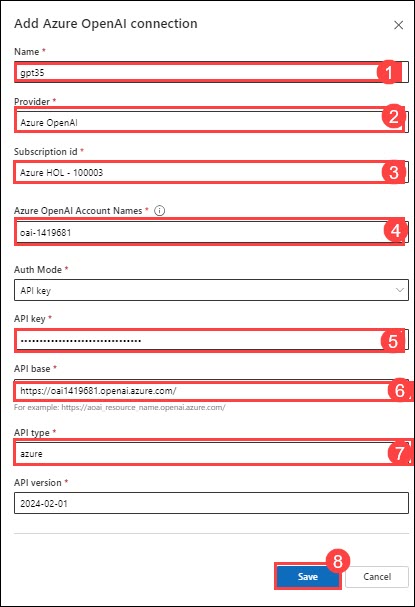 Add Azure OpenAI connection
Name *
gpt35
1
Provider *
Azure OpenAI
2
Subscription id *
Azure HOL - 100003
3
Azure OpenAI Account Names *
oai-1419681
4
Auth Mode *
API key
API key *
••••••••••••••••••••••••••••••••
5
API base *
https://oai1419681.openai.azure.com/
6
For example: https://aoai_resource_name.openai.azure.com/
API type *
azure
7
API version *
2024-02-01
8
Save
Cancel